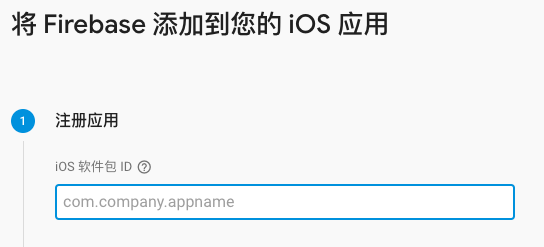 将 Firebase 添加到您的 iOS 应用
1 注册应用
iOS 软件包 ID ?
com.company.appname